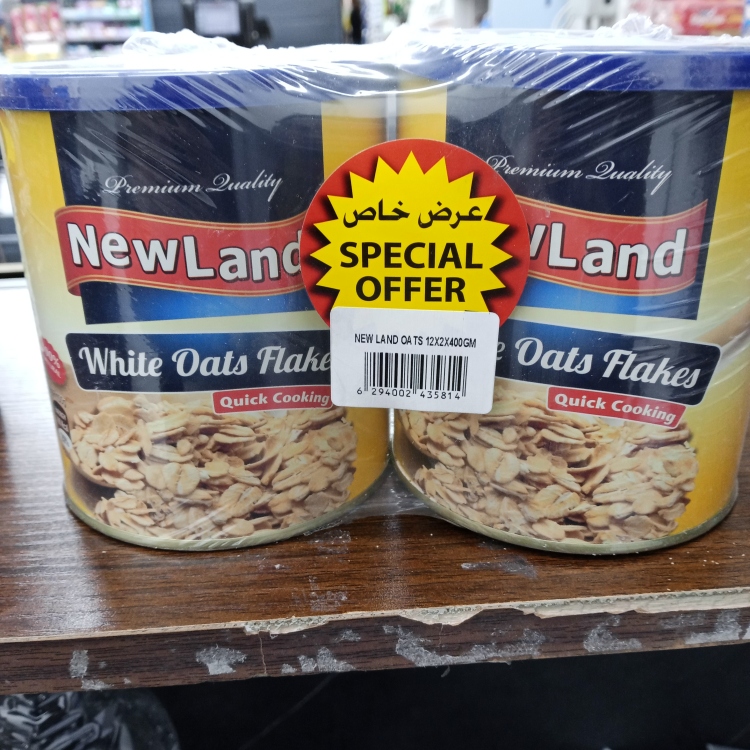 Premium Quality
NewLand
White Oats Flake
Quick Cooking
عرض خاص
SPECIAL
OFFER
NEW LAND OATS 12X2X400GM
6 294002 435814
Premium Quality
wLand
e Oats Flakes
Quick Cooking